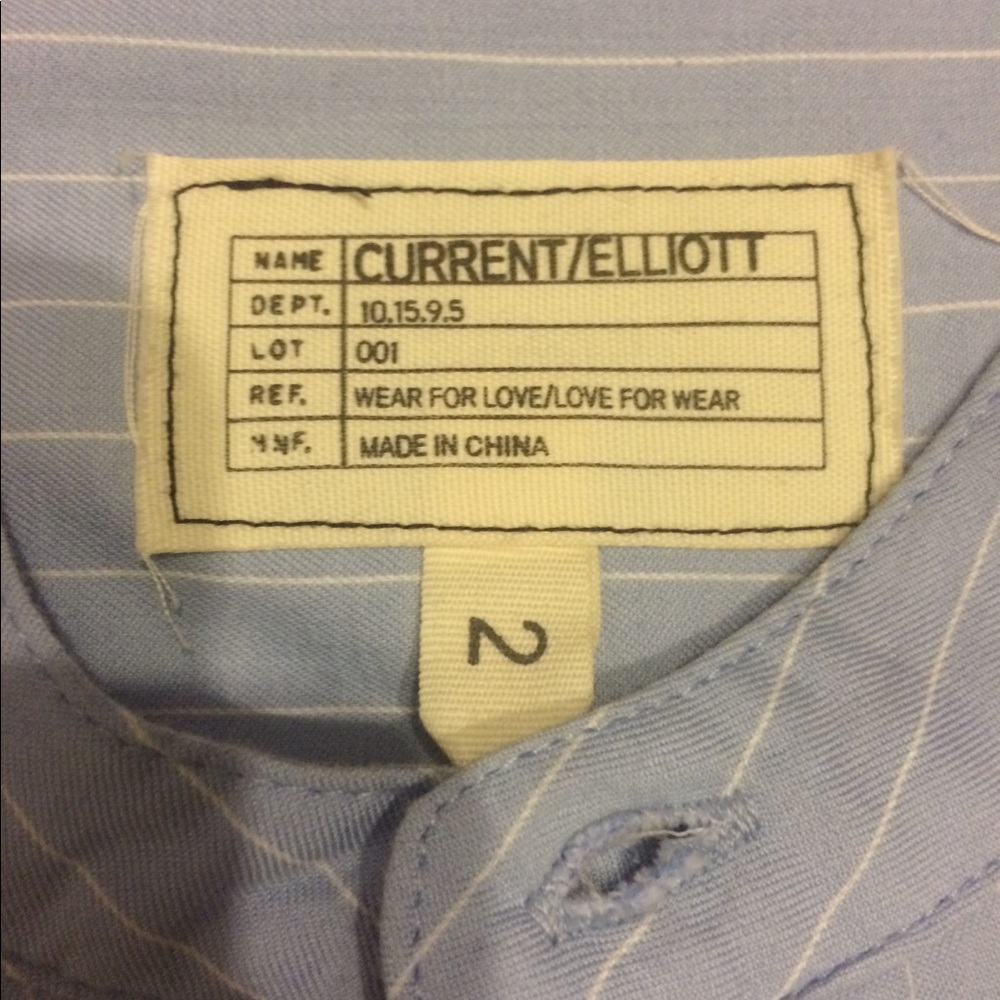 NAME CURRENT/ELLIOTT
DEPT. 10.15.9.5
LOT 001
REF. WEAR FOR LOVE/LOVE FOR WEAR
MNF. MADE IN CHINA
2